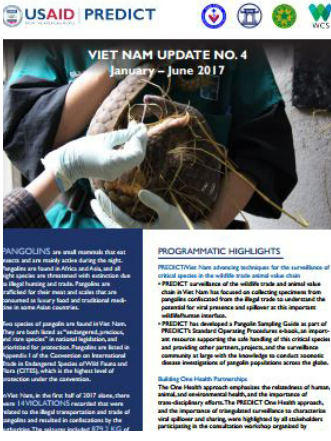 USAID | PREDICT
WCS
VIET NAM UPDATE NO. 4
January – June 2017
PANGOLINS are small mammals that eat
insects and are mainly active during the night.
Pangolins are found in Africa and Asia, and all
eight species are threatened with extinction due
to illegal hunting and trade. Pangolins are
trafficked for their meat and scales that are
consumed as luxury food and traditional medi-
cine in some Asian countries.
Two species of pangolin are found in Viet Nam.
They are both listed as "endangered, precious,
and rare species" in national legislation, and
prioritized for protection. Pangolins are listed in
Appendix I of the Convention on International
Trade in Endangered Species of Wild Fauna and
Flora (CITES), which is the highest level of
protection under the convention.
In Viet Nam, in the first half of 2017 alone, there
were 14 VIOLATIONS recorded that were
related to the illegal transportation and trade of
pangolins and resulted in confiscations by the
authorities. The seizures included 879.2 KG of
PROGRAMMATIC HIGHLIGHTS
PREDICT/Viet Nam advancing techniques for the surveillance of
critical species in the wildlife trade animal value chain
• PREDICT surveillance of the wildlife trade and animal value
chain in Viet Nam has focused on collecting specimens from
pangolins confiscated from the illegal trade to understand the
potential for viral presence and spillover at this important
wildlife/human interface.
• PREDICT has developed a Pangolin Sampling Guide as part of
PREDICT's Standard Operating Procedures e-book, an import-
ant resource supporting the safe handling of this critical species
and providing other partners, projects, and the surveillance
community at large with the knowledge to conduct zoonotic
disease investigations of pangolin populations across the globe.
Building One Health Partnerships
The One Health approach emphasizes the relatedness of human,
animal, and environmental health, and the importance of
trans-disciplinary efforts. The PREDICT One Health approach,
and the importance of triangulated surveillance to characterize
viral spillover and sharing, were highlighted by all stakeholders
participating in the consultation workshop organized by